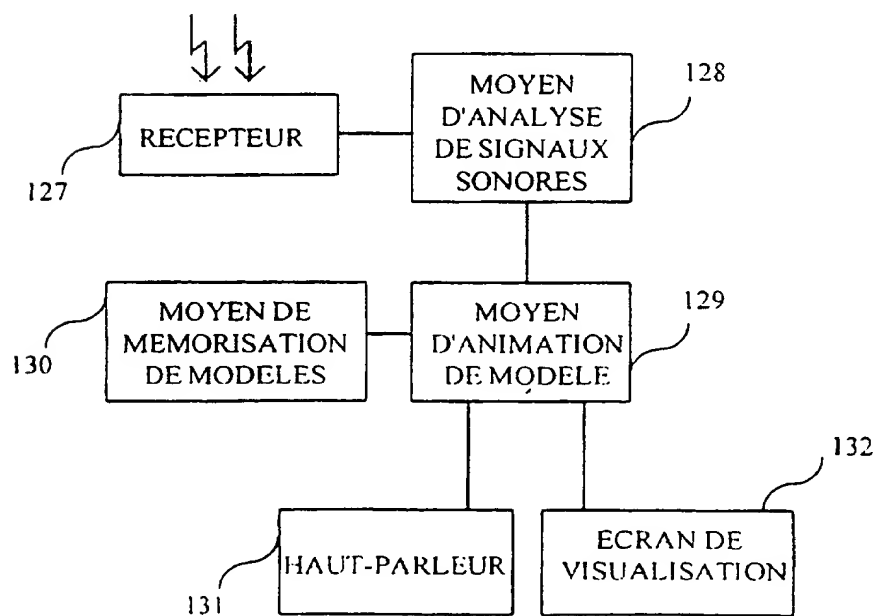 MOYEN
D'ANALYSE
DE SIGNAUX
SONORES
128
RECEPTEUR
127
MOYEN DE
MEMORISATION
DE MODELES
130
MOYEN
D'ANIMATION
DE MODELE
129
HAUT-PARLEUR
131
ECRAN DE
VISUALISATION
132